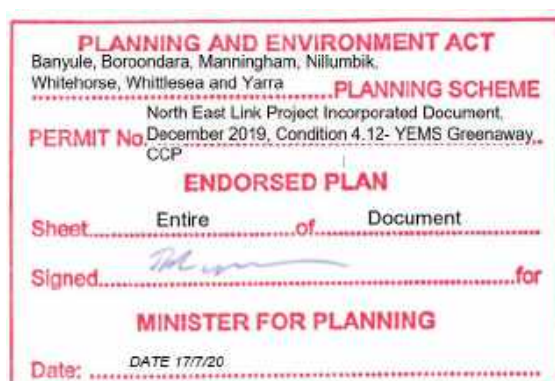 PLANNING AND ENVIRONMENT ACT
Banyule, Boroondara, Manningham, Nillumbik,
Whitehorse, Whittlesea and Yarra
PLANNING SCHEME
North East Link Project Incorporated Document,
PERMIT No. December 2019, Condition 4.12- YEMS Greenaway
CCP
ENDORSED PLAN
Sheet Entire of Document
Signed for
MINISTER FOR PLANNING
Date: DATE 17/7/20